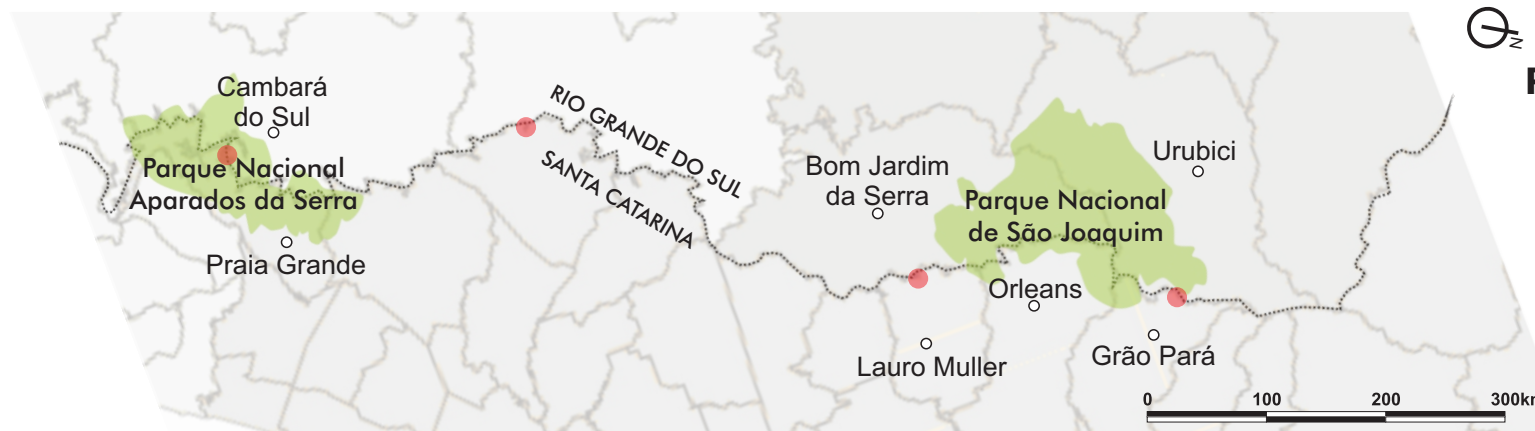 N
F
Cambará
do Sul
RIO GRANDE DO SUL
SANTA CATARINA
Parque Nacional
Aparados da Serra
Praia Grande
Bom Jardim
da Serra
Urubici
Parque Nacional
de São Joaquim
Orleans
Lauro Muller
Grão Pará
0 100 200 300km